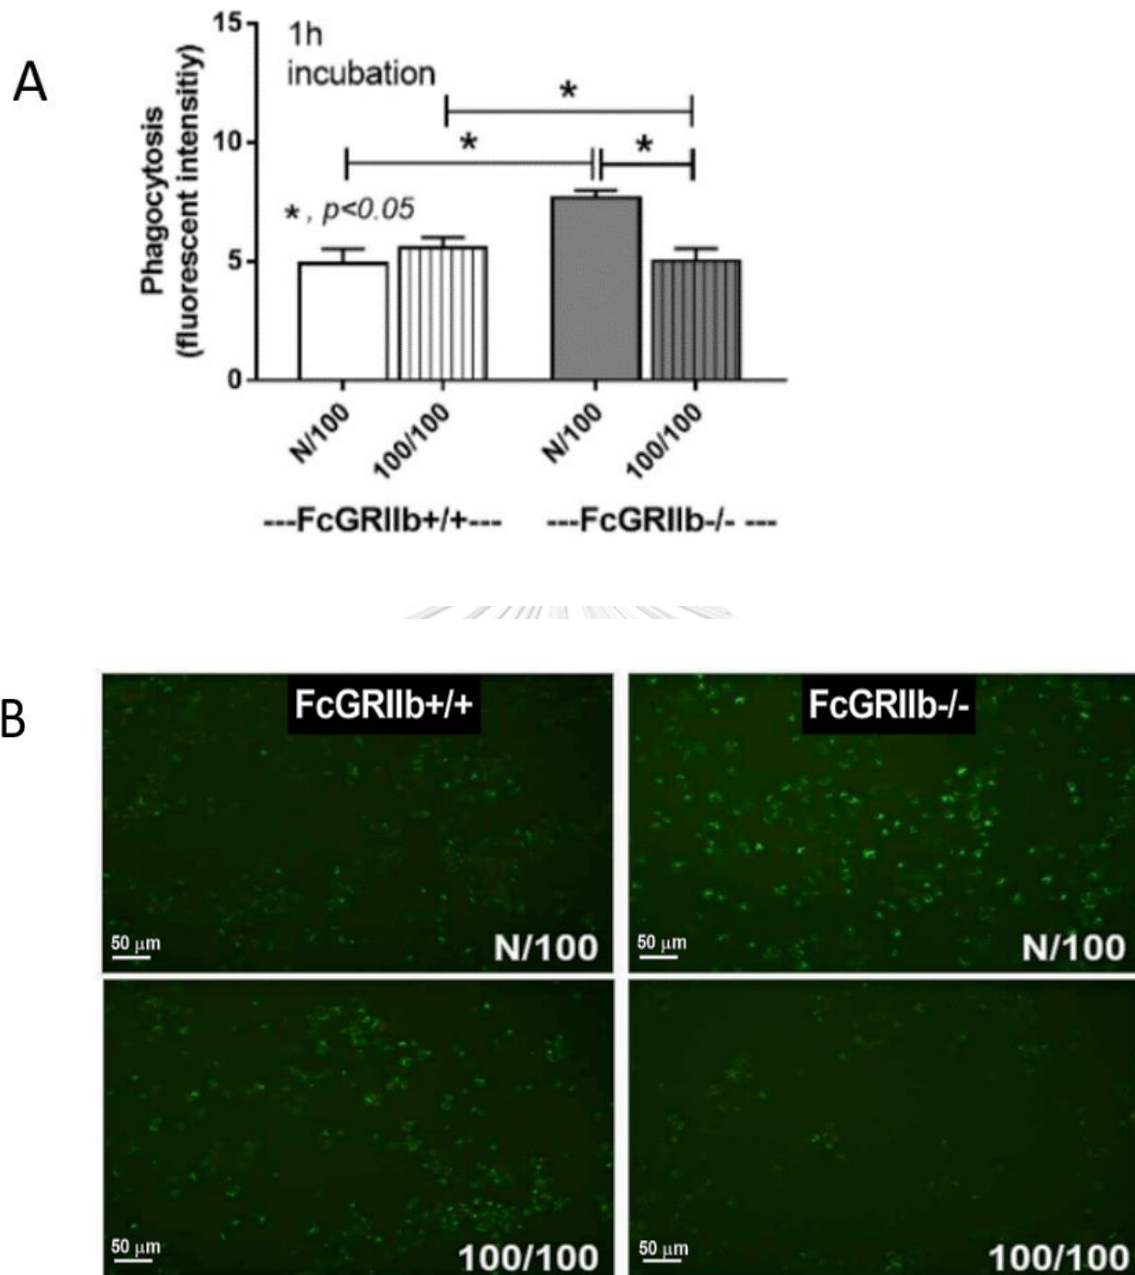 A
15
1h
incubation
*
10
*
*
Phagocytosis
(fluorescent intensitiy)
*, p<0.05
5
0
N/100
100/100
N/100
100/100
---FcGRIIb+/+---
---FcGRIIb-/- ---
B
FcGRIIb+/+
FcGRIIb-/-
50 µm
N/100
50 µm
N/100
50 µm
100/100
50 µm
100/100